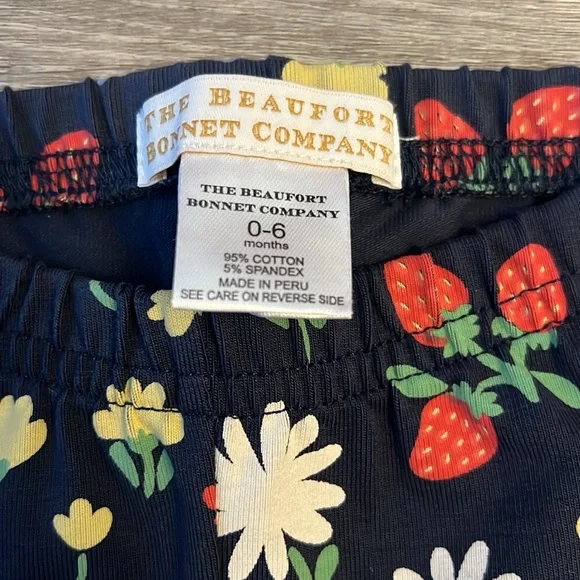 THE BEAUFORT
BONNET COMPANY
THE BEAUFORT
BONNET COMPANY
0-6
months
95% COTTON
5% SPANDEX
MADE IN PERU
SEE CARE ON REVERSE SIDE